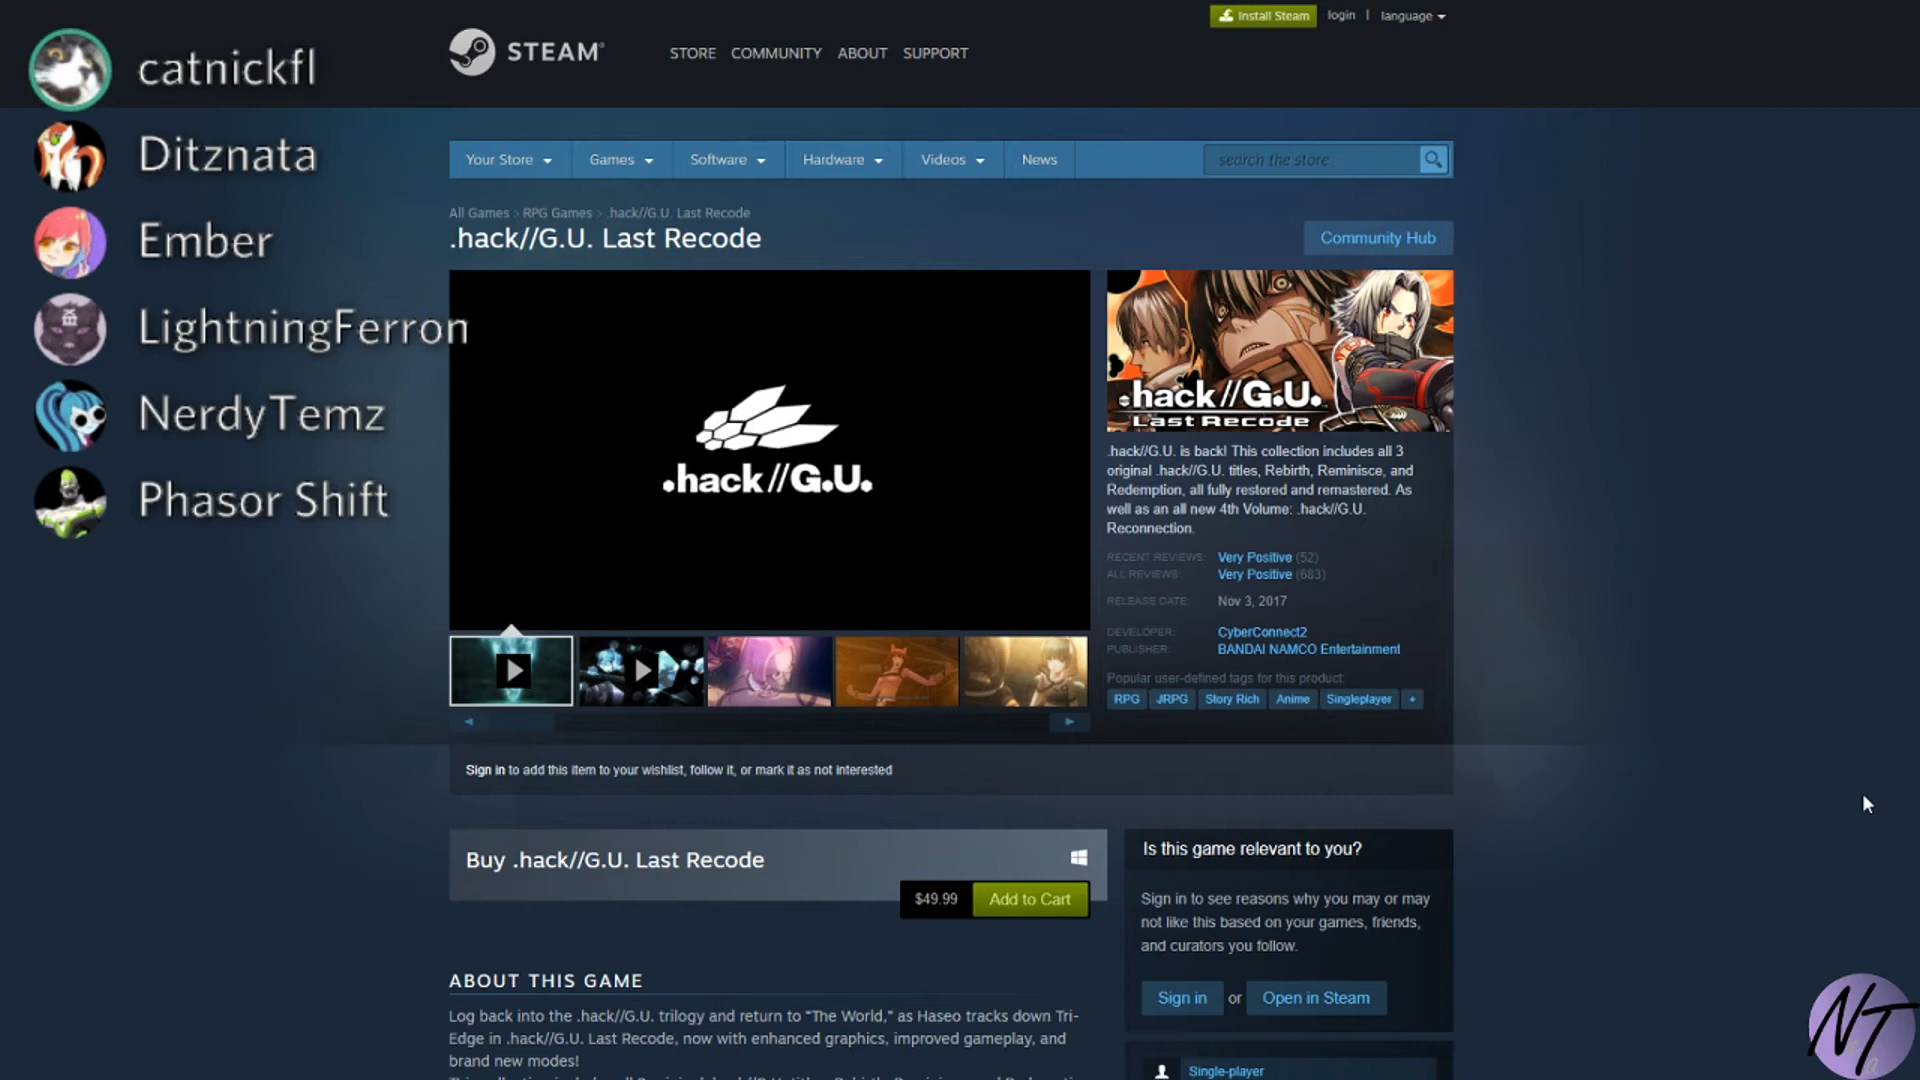 Install Steam login | language
STEAM®
STORE COMMUNITY ABOUT SUPPORT
catnickfl
Ditznata
Ember
LightningFerron
NerdyTemz
Phasor Shift
Your Store Games Software Hardware Videos News
search the store
All Games > RPG Games > .hack//G.U. Last Recode
.hack//G.U. Last Recode
Community Hub
.hack//G.U.
.hack//G.U.
Last Recode
.hack//G.U. is back! This collection includes all 3
original .hack//G.U. titles, Rebirth, Reminisce, and
Redemption, all fully restored and remastered. As
well as an all new 4th Volume: .hack//G.U.
Reconnection.
RECENT REVIEWS: Very Positive (52)
ALL REVIEWS: Very Positive (683)
RELEASE DATE: Nov 3, 2017
DEVELOPER: CyberConnect2
PUBLISHER: BANDAI NAMCO Entertainment
Popular user-defined tags for this product:
RPG JRPG Story Rich Anime Singleplayer +
Sign in to add this item to your wishlist, follow it, or mark it as not interested
Buy .hack//G.U. Last Recode
$49.99 Add to Cart
Is this game relevant to you?
Sign in to see reasons why you may or may
not like this based on your games, friends,
and curators you follow.
Sign in or Open in Steam
ABOUT THIS GAME
Log back into the .hack//G.U. trilogy and return to “The World,” as Haseo tracks down Tri-
Edge in .hack//G.U. Last Recode, now with enhanced graphics, improved gameplay, and
brand new modes!
Single-player
NT